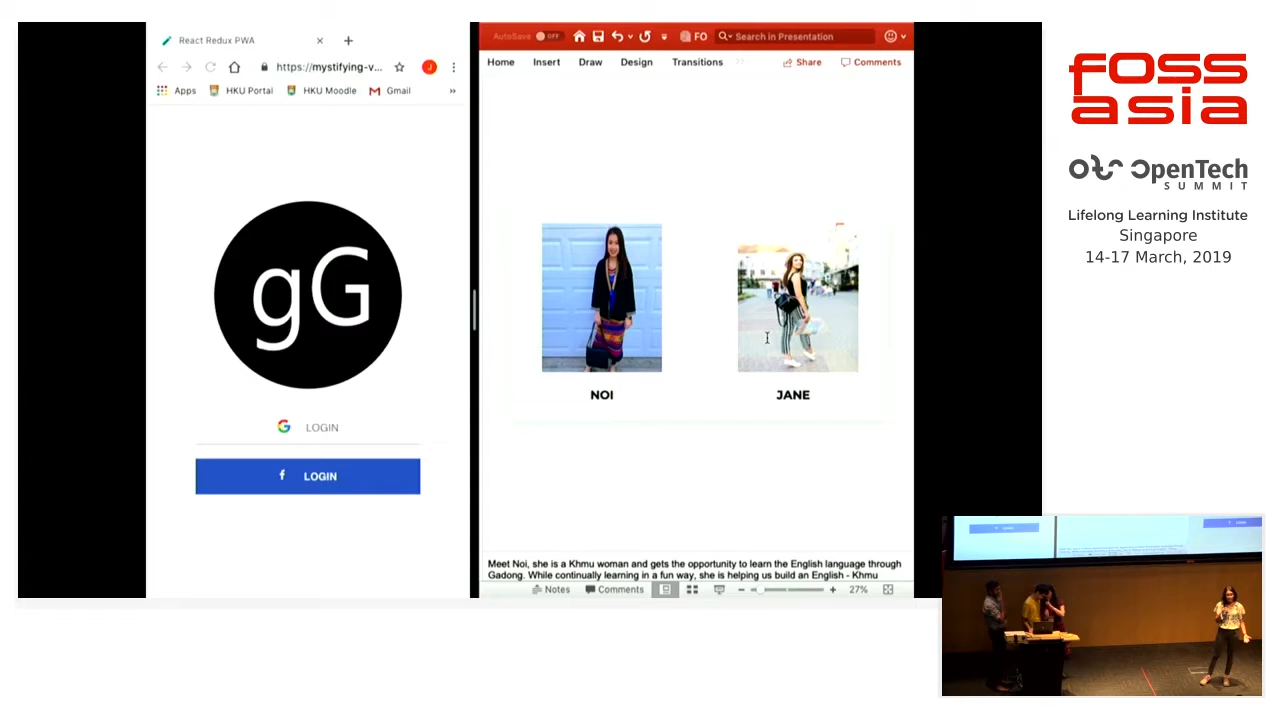 React Redux PWA
https://mystifying-v...
Apps HKU Portal HKU Moodle Gmail »
gG
LOGIN
f LOGIN
AutoSave OFF FO Search in Presentation
Home Insert Draw Design Transitions Share Comments
NOI JANE
Meet Noi, she is a Khmu woman and gets the opportunity to learn the English language through
Gadong. While continually learning in a fun way, she is helping us build an English - Khmu
Notes Comments 27%
FOSS
asia
OpenTech
SUMMIT
Lifelong Learning Institute
Singapore
14-17 March, 2019